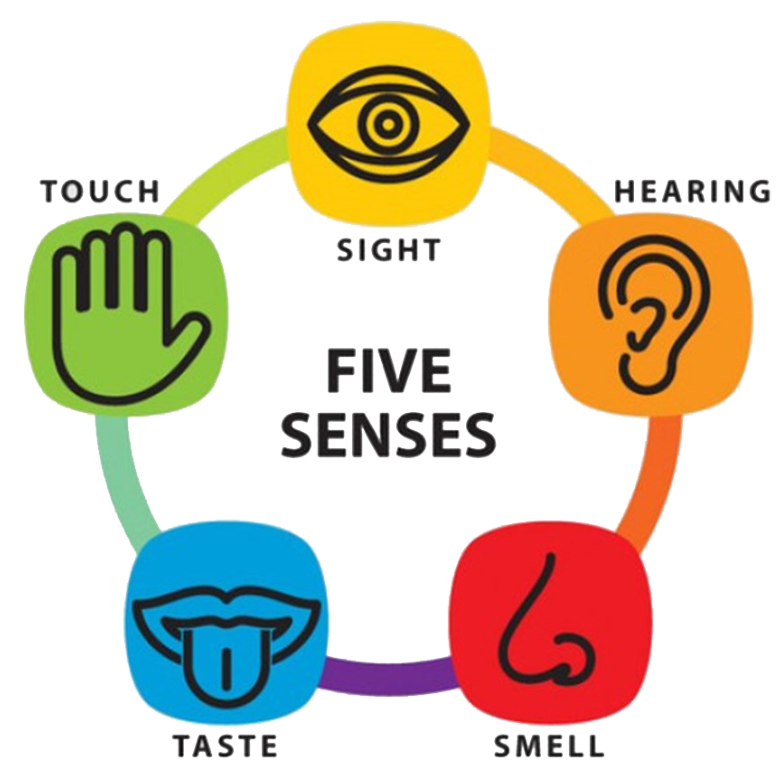 TOUCH
HEARING
SIGHT
FIVE
SENSES
TASTE
SMELL